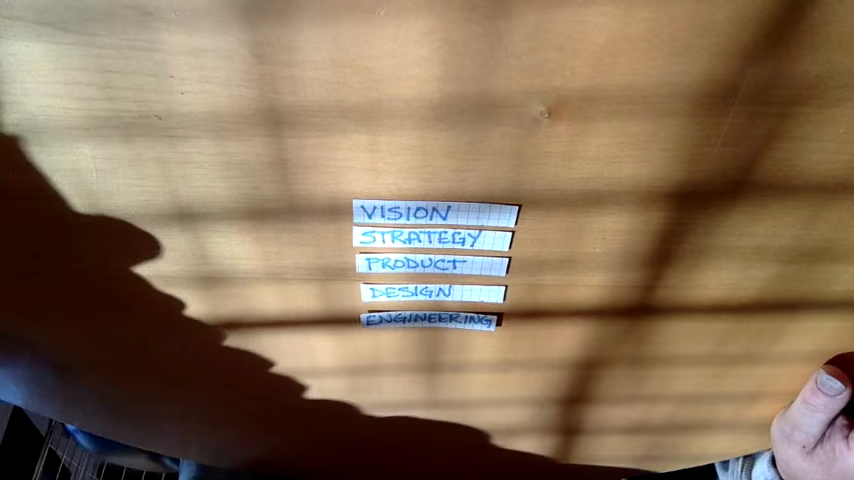 VISION
STRATEGY
PRODUCT
DESIGN
ENGINEERING